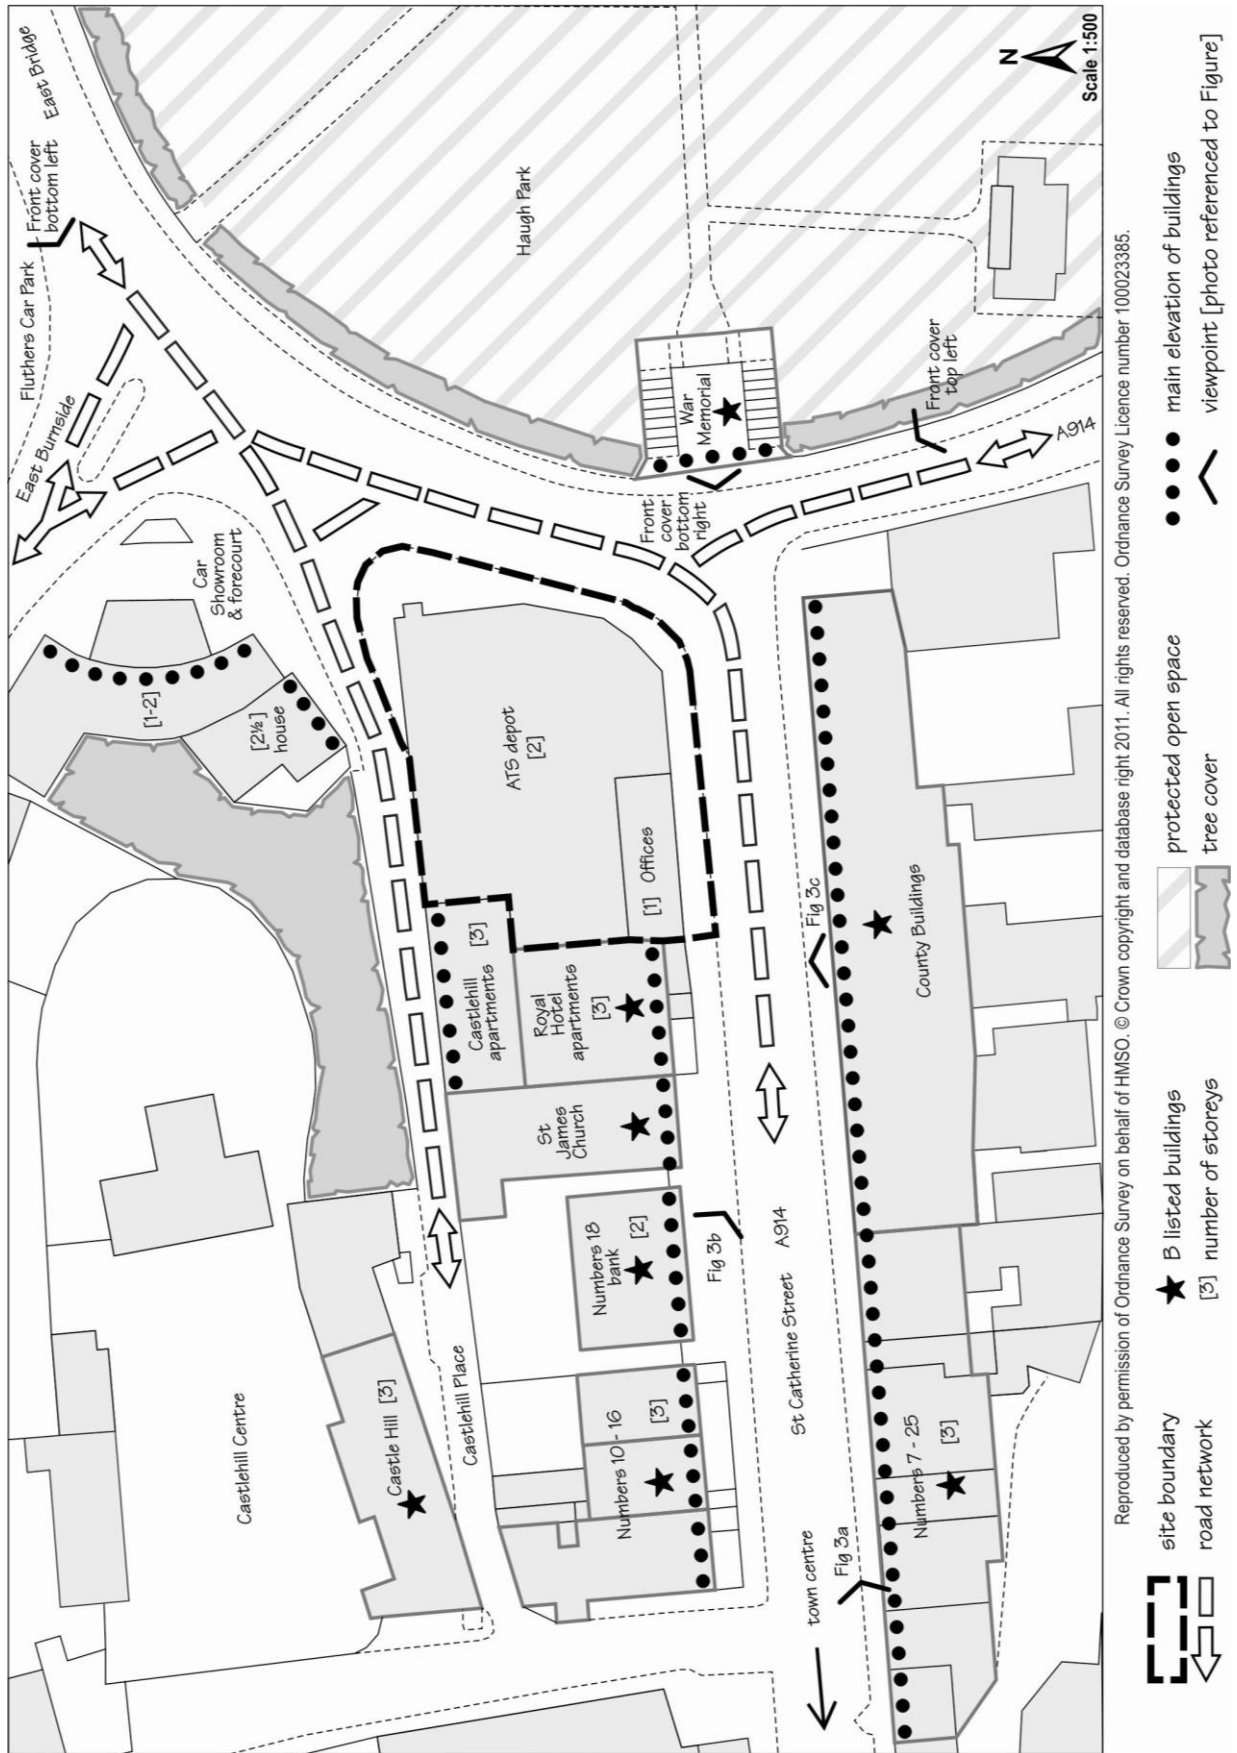 East Bridge
Front cover
bottom left
Fluthers Car Park
East Burnside
Car
Showroom
& forecourt
[1-2]
[2½]
house
Haugh Park
N
Scale 1:500
War
Memorial
Front
cover
bottom
right
Front cover
top left
A914
ATS depot
[2]
[1] Offices
Castlehill
apartments
[3]
Royal
Hotel
apartments
[3]
St
James
Church
Numbers 18
bank
[2]
Numbers 10 - 16
[3]
Castlehill Centre
Castle Hill [3]
Castlehill Place
Fig 3c
County Buildings
Fig 3b
St Catherine Street
A914
town centre
Fig 3a
Numbers 7 - 25
[3]
Reproduced by permission of Ordnance Survey on behalf of HMSO. © Crown copyright and database right 2011. All rights reserved. Ordnance Survey Licence number 100023385.
site boundary
road network
B listed buildings
[3] number of storeys
protected open space
tree cover
main elevation of buildings
viewpoint [photo referenced to Figure]